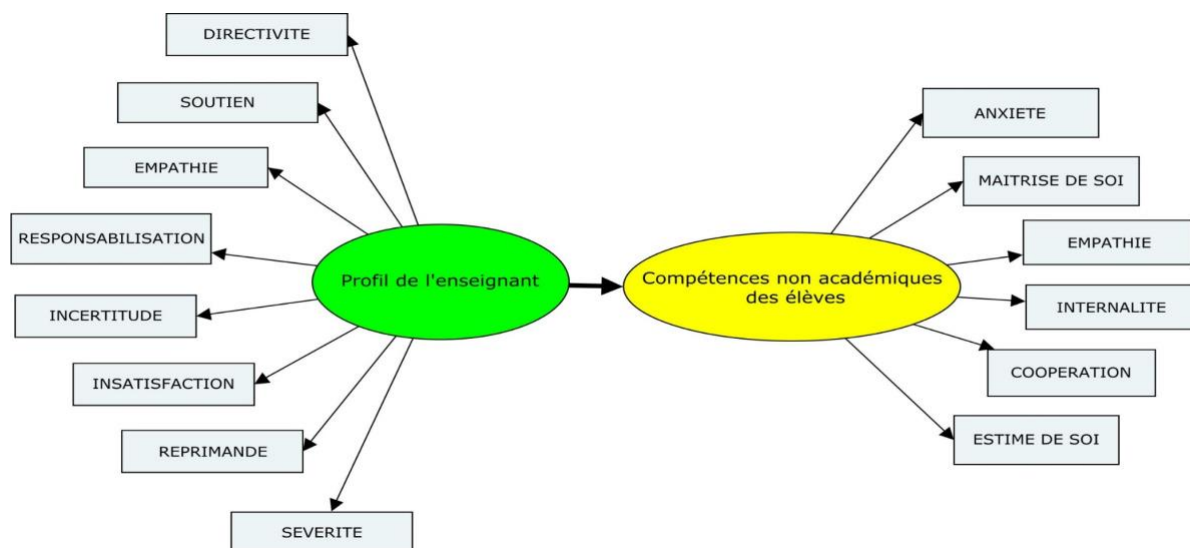 DIRECTIVITE
SOUTIEN
EMPATHIE
RESPONSABILISATION
INCERTITUDE
INSATISFACTION
REPRIMANDE
SEVERITE
Profil de l'enseignant
Compétences non académiques
des élèves
ANXIETE
MAITRISE DE SOI
EMPATHIE
INTERNALITE
COOPERATION
ESTIME DE SOI